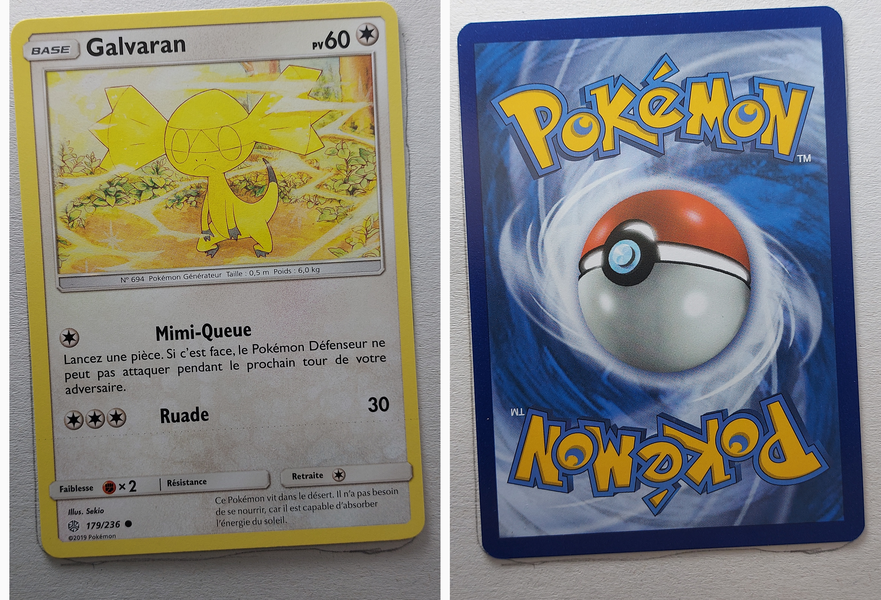 BASE Galvaran PV60
N° 694 Pokémon Générateur Taille : 0,5 m Poids : 6,0 kg
Mimi-Queue
Lancez une pièce. Si c'est face, le Pokémon Défenseur ne
peut pas attaquer pendant le prochain tour de votre
adversaire.
Ruade 30
Faiblesse ×2 Résistance Retraite
Ce Pokémon vit dans le désert. Il n'a pas besoin
de se nourrir, car il est capable d'absorber
l'énergie du soleil.
Illus. Sekio
179/236
©2019 Pokémon
POKéMON
TM
TM
POKéMON